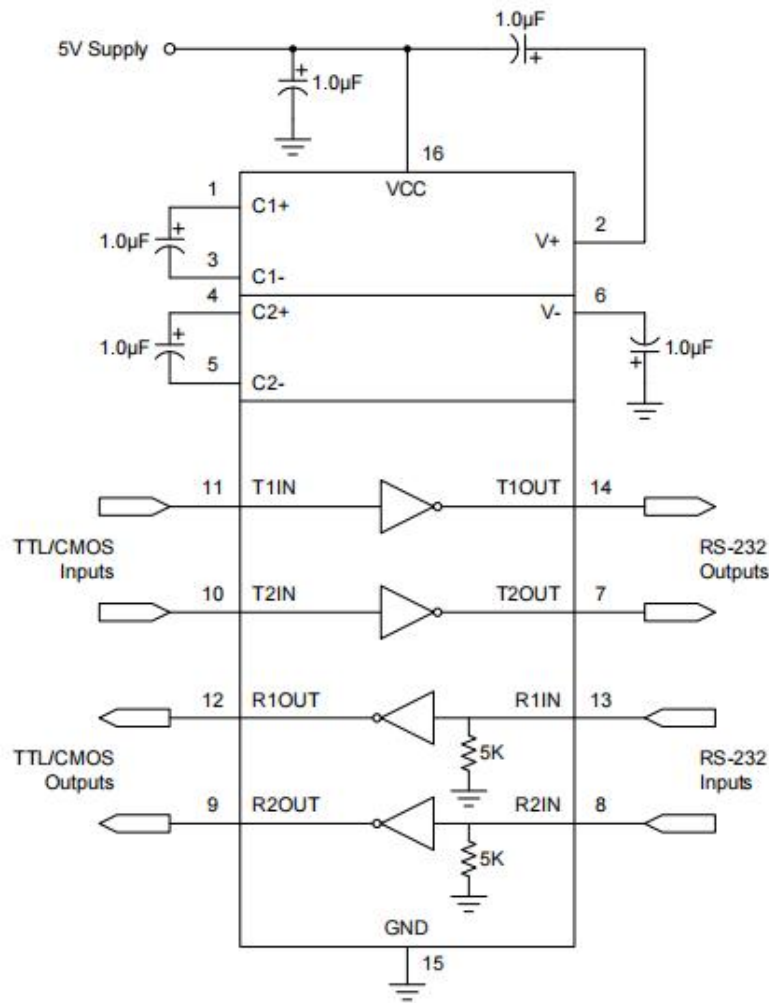 1.0µF
5V Supply
1.0µF
16
VCC
1
C1+
2
V+
1.0µF
3
C1-
4
C2+
V-
6
1.0µF
1.0µF
5
C2-
11
T1IN
T1OUT
14
TTL/CMOS
Inputs
RS-232
Outputs
10
T2IN
T2OUT
7
12
R1OUT
R1IN
13
5K
TTL/CMOS
Outputs
RS-232
Inputs
9
R2OUT
R2IN
8
5K
GND
15